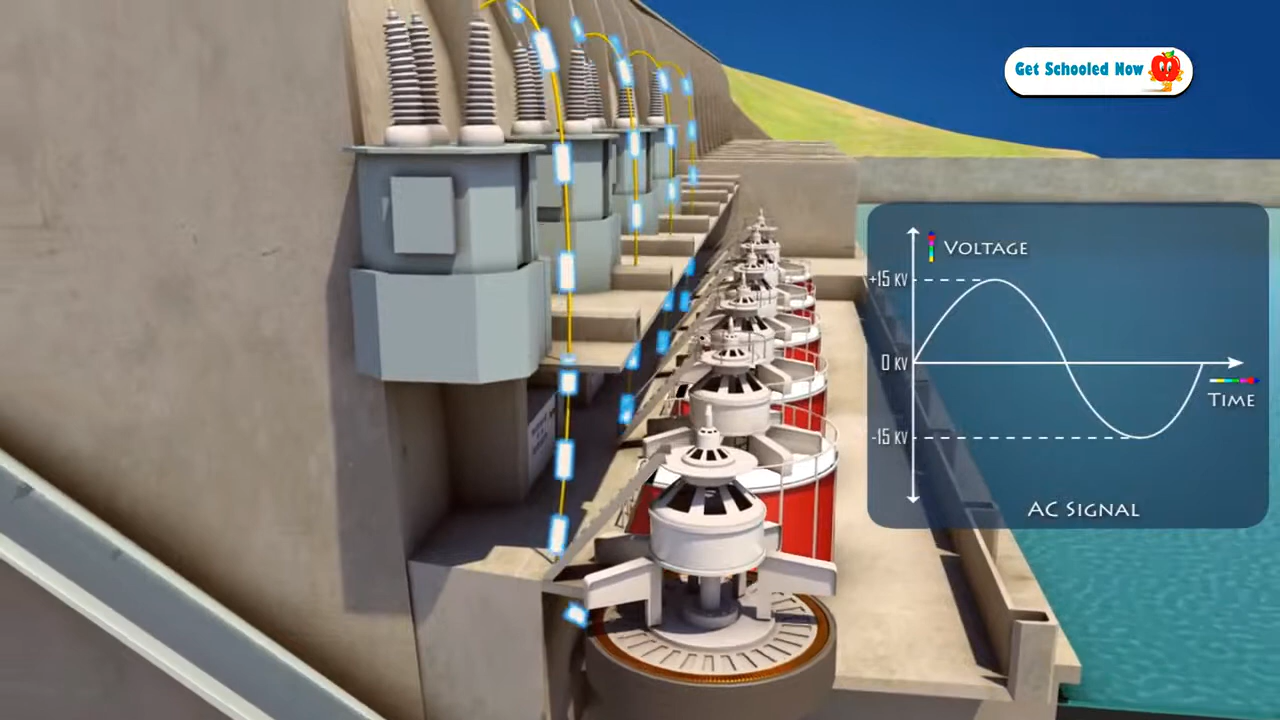 Get Schooled Now
VOLTAGE
+15 KV
0 KV
TIME
-15 KV
AC SIGNAL